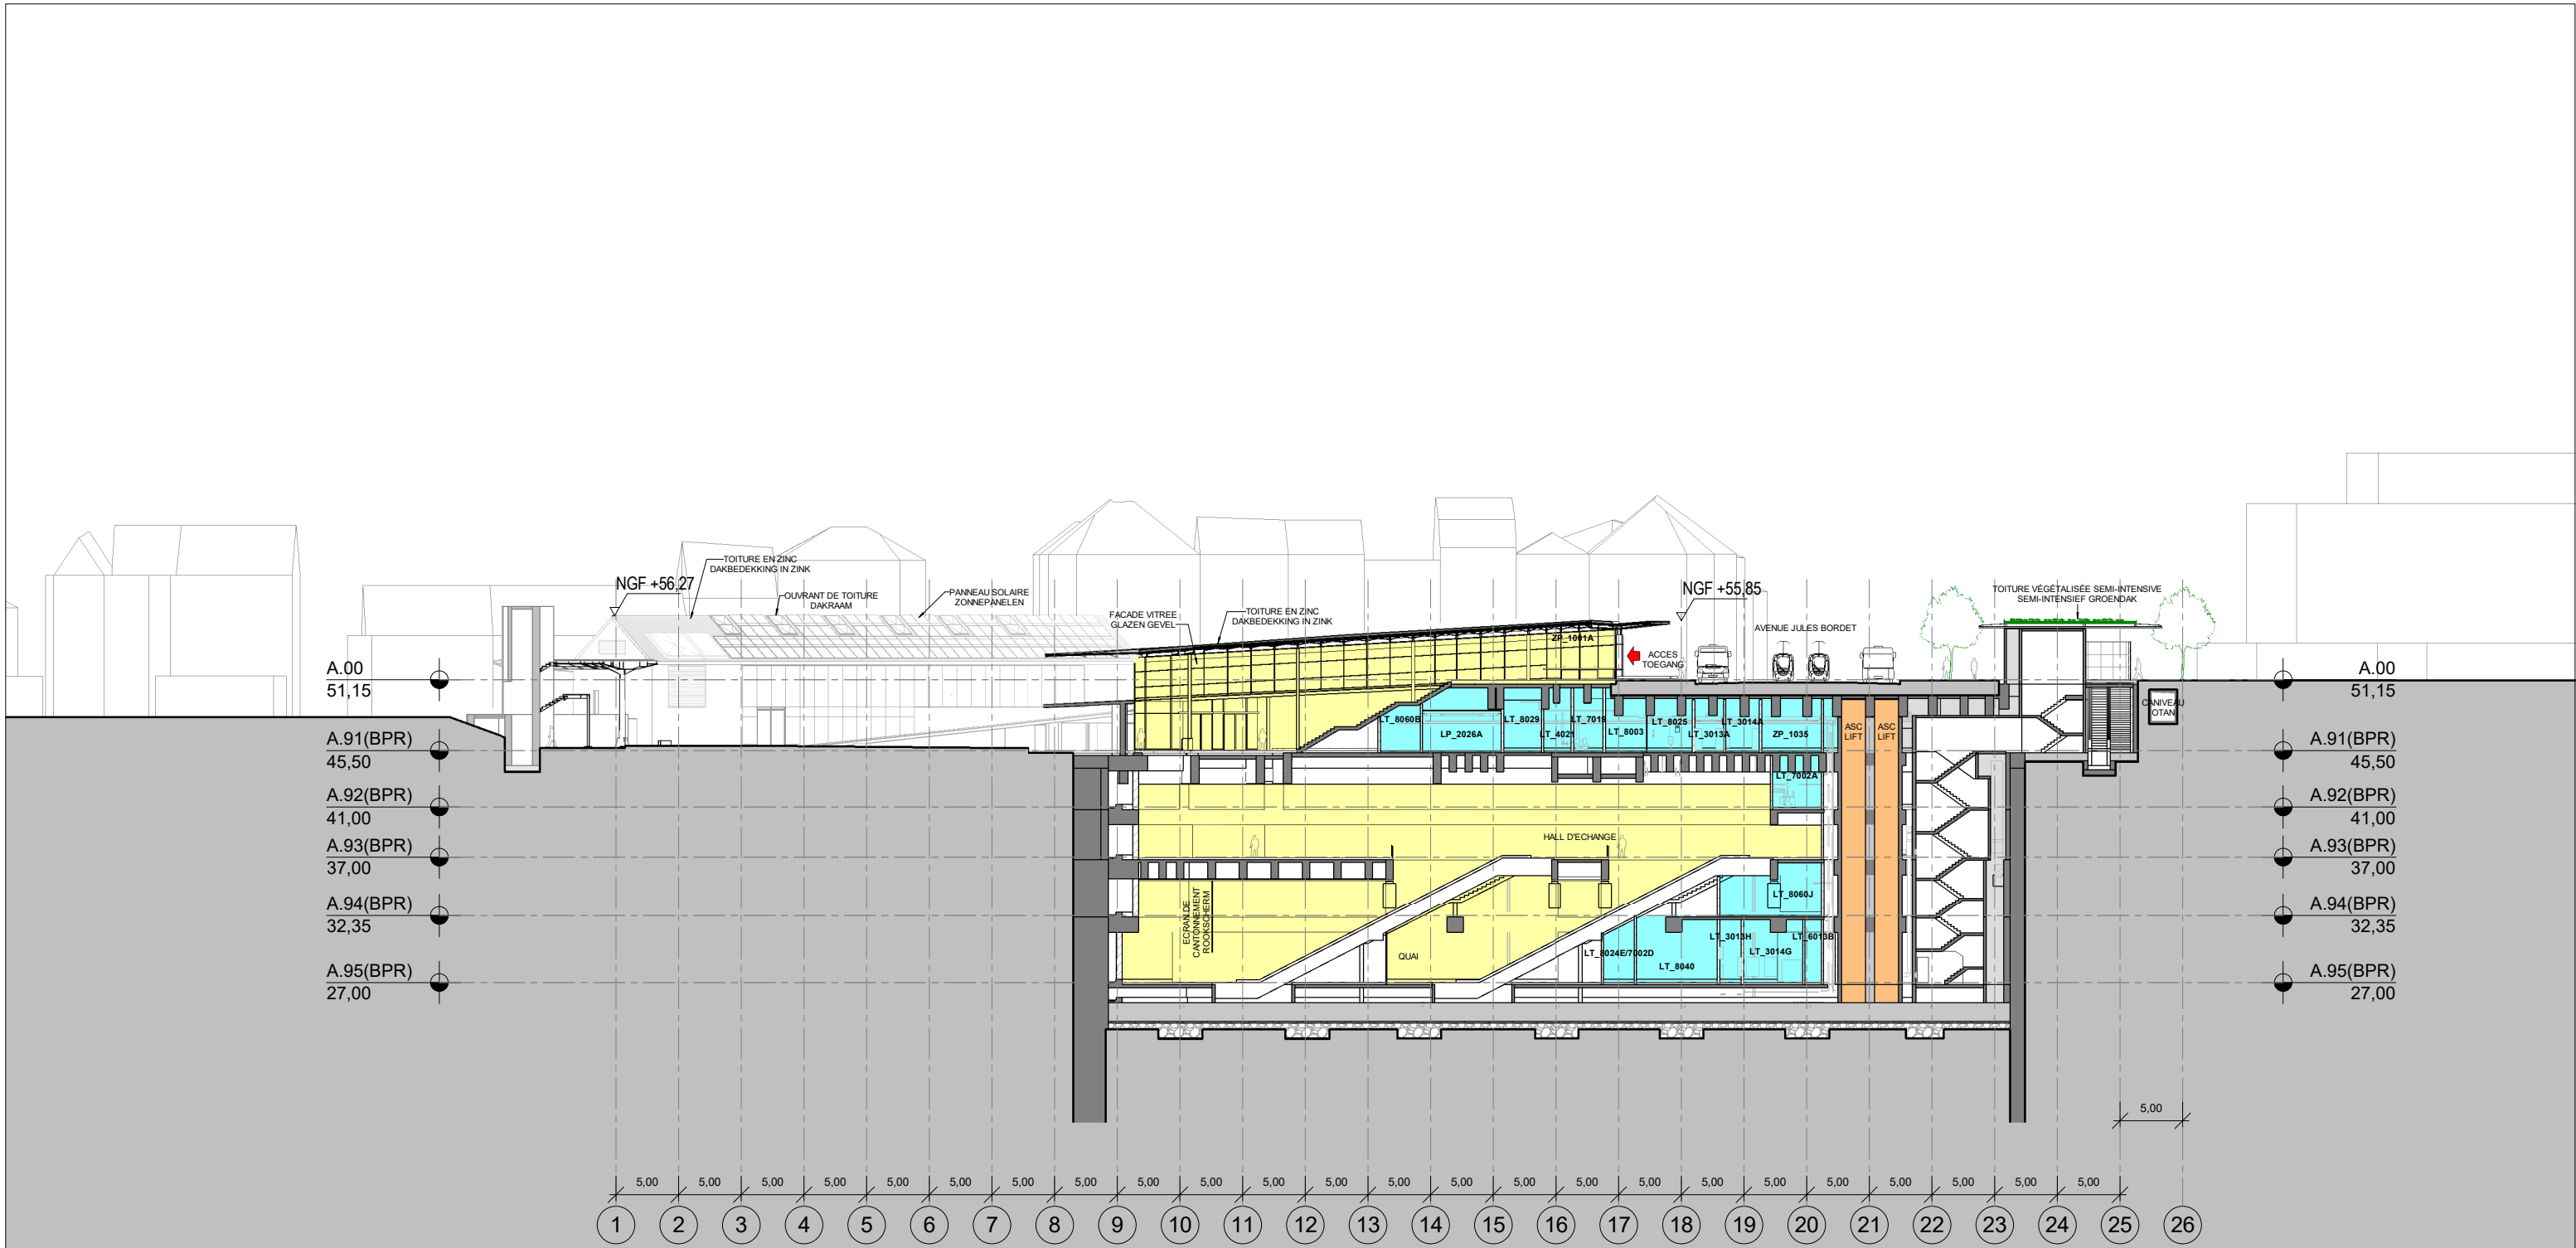 TOITURE EN ZINC
DAKBEDEKKING IN ZINK
NGF +56,27
OUVRANT DE TOITURE
DAKRAAM
PANNEAU SOLAIRE
ZONNEPANELEN
FACADE VITREE
GLAZEN GEVEL
TOITURE EN ZINC
DAKBEDEKKING IN ZINK
NGF +55,85
TOITURE VÉGÉTALISÉE SEMI-INTENSIVE
SEMI-INTENSIEF GROENDAK
AVENUE JULES BORDET
ZP_1001A
ACCES
TOEGANG
A.00
51,15
A.00
51,15
CANIVEAU
OTAN
LT_8060B
LP_2026A
LT_8029
LT_4021
LT_7019
LT_8003
LT_8025
LT_3013A
LT_3014A
ZP_1035
ASC
LIFT
ASC
LIFT
A.91(BPR)
45,50
A.91(BPR)
45,50
LT_7002A
A.92(BPR)
41,00
A.92(BPR)
41,00
HALL D'ECHANGE
A.93(BPR)
37,00
A.93(BPR)
37,00
LT_8060J
ECRAN DE
CANTONNEMENT
ROOKSCHERM
A.94(BPR)
32,35
A.94(BPR)
32,35
QUAI
LT_8024E/7002D
LT_8040
LT_3013H
LT_3014G
LT_6013B
A.95(BPR)
27,00
A.95(BPR)
27,00
5,00
5,00 5,00 5,00 5,00 5,00 5,00 5,00 5,00 5,00 5,00 5,00 5,00 5,00 5,00 5,00 5,00 5,00 5,00 5,00 5,00 5,00 5,00 5,00 5,00
1 2 3 4 5 6 7 8 9 10 11 12 13 14 15 16 17 18 19 20 21 22 23 24 25 26